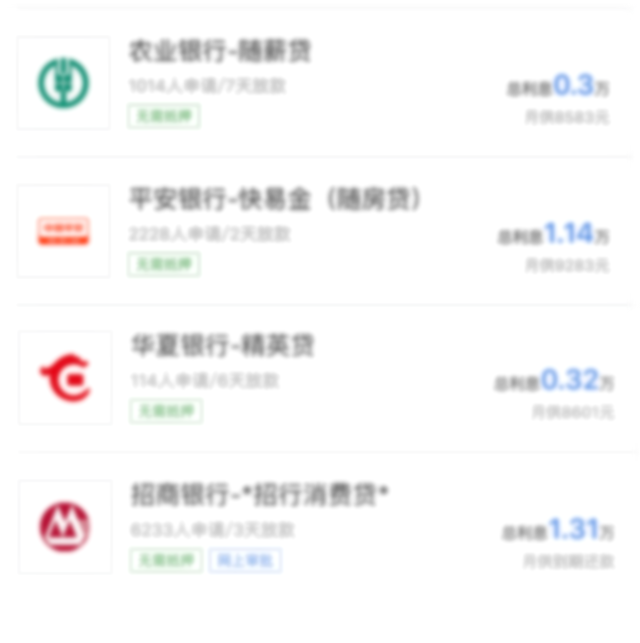 农业银行-随薪贷
1014人申请/7天放款
总利息0.3万
无需抵押
月供8583元
平安银行-快易金（随房贷）
2228人申请/2天放款
总利息1.14万
无需抵押
月供9283元
华夏银行-精英贷
114人申请/6天放款
总利息0.32万
无需抵押
月供8601元
招商银行-*招行消费贷*
6233人申请/3天放款
总利息1.31万
无需抵押 网上审批
月供到期还款